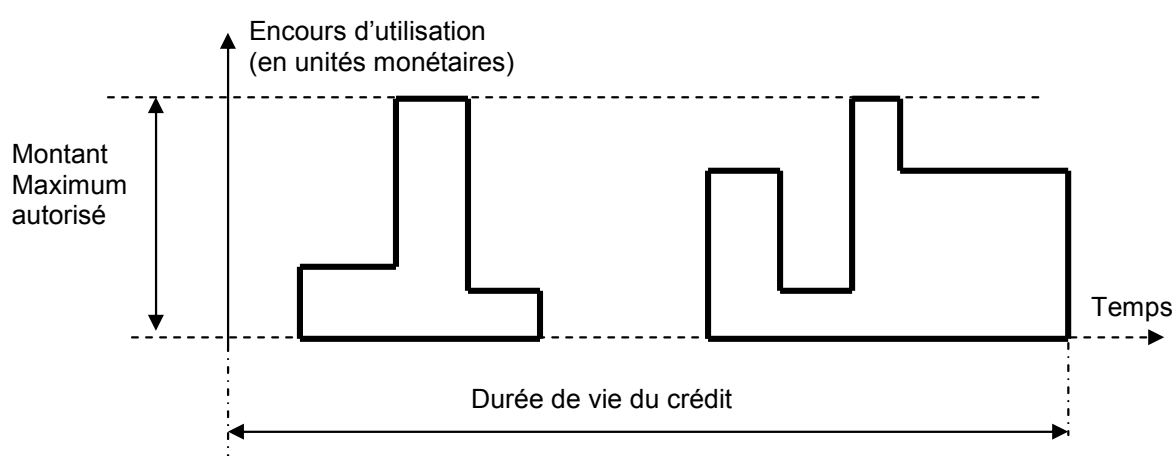 Encours d’utilisation
(en unités monétaires)
Montant
Maximum
autorisé
Temps
Durée de vie du crédit